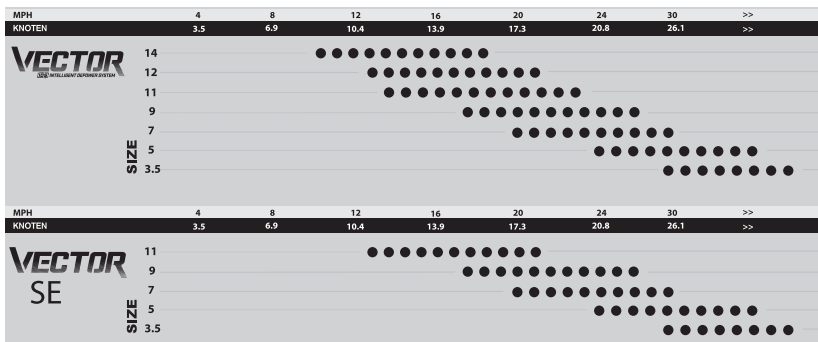 MPH 4 8 12 16 20 24 30 >>
KNOTEN 3.5 6.9 10.4 13.9 17.3 20.8 26.1 >>
VECTOR
INTELLIGENT DEPOWER SYSTEM
14
12
11
9
7
5
3.5
SIZE
MPH 4 8 12 16 20 24 30 >>
KNOTEN 3.5 6.9 10.4 13.9 17.3 20.8 26.1 >>
VECTOR
SE
11
9
7
5
3.5
SIZE